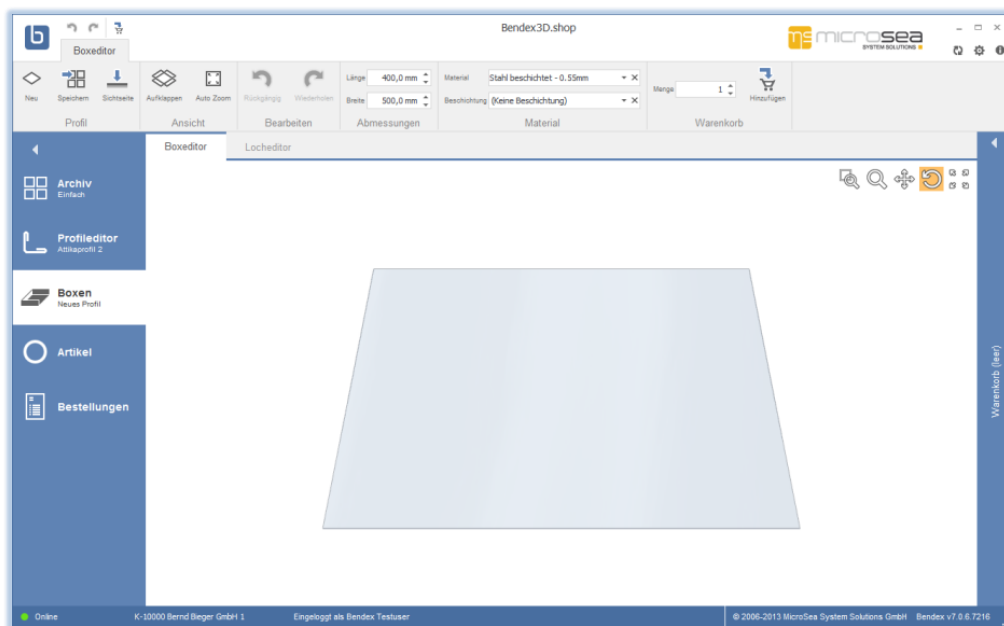 Bendex3D.shop
microsea
SYSTEM SOLUTIONS
Boxeditor
Neu
Speichern
Sichtseite
Profil
Aufklappen
Auto Zoom
Ansicht
Rückgängig
Wiederholen
Bearbeiten
Länge 400,0 mm
Breite 500,0 mm
Abmessungen
Material Stahl beschichtet - 0.55mm
Beschichtung (Keine Beschichtung)
Material
Menge 1
Hinzufügen
Warenkorb
Boxeditor
Locheditor
Archiv
Einfach
Profileditor
Attikaprofil 2
Boxen
Neues Profil
Artikel
Bestellungen
Warenkorb (leer)
Online
K-10000 Bernd Bieger GmbH 1
Eingeloggt als Bendex Testuser
© 2006-2013 MicroSea System Solutions GmbH
Bendex v7.0.6.7216